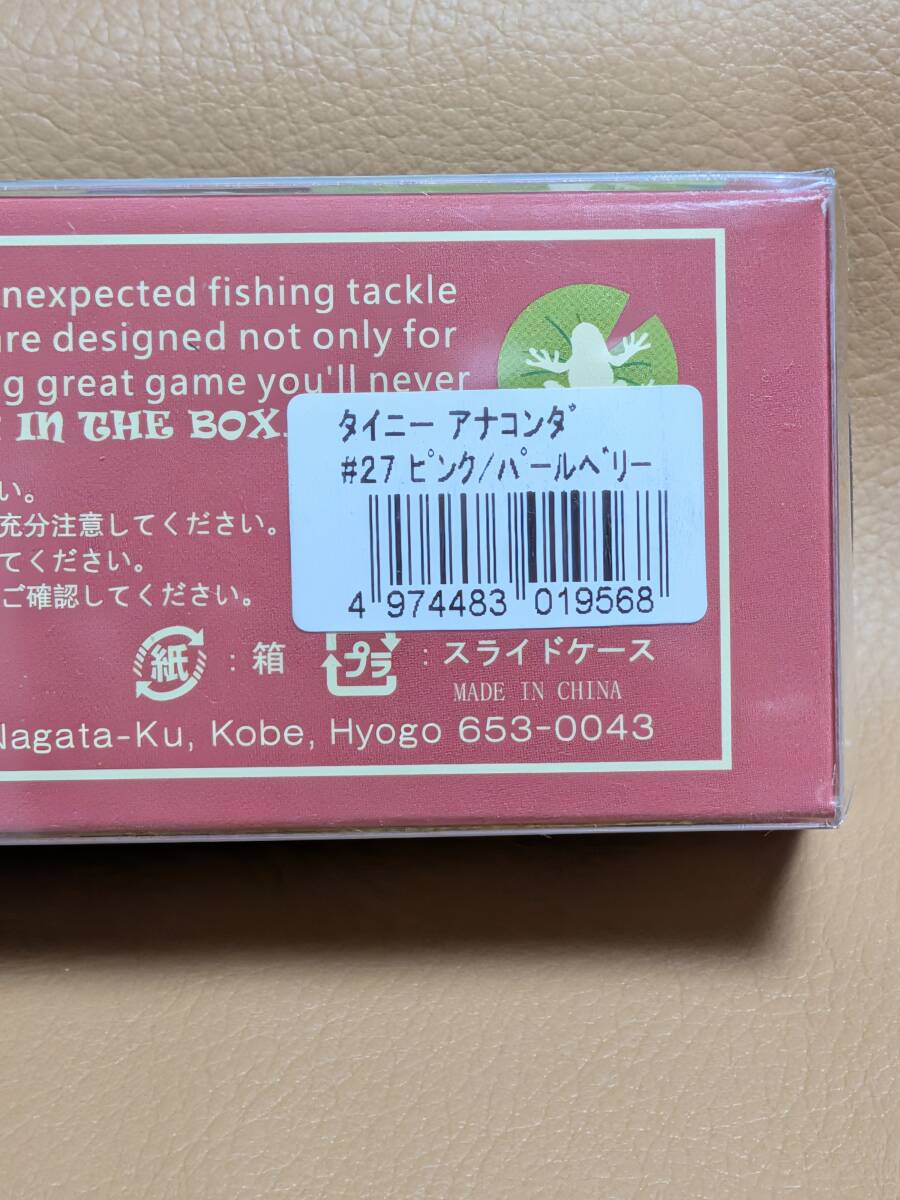 nexpected fishing tackle
are designed not only for
g great game you'll never
IN THE BOX.
タイニー アナコンダ
#27 ピンク/パールベリー
4 974483 019568
い。
充分注意してください。
てください。
ご確認してください。
紙 : 箱 プラ : スライドケース
MADE IN CHINA
Nagata-Ku, Kobe, Hyogo 653-0043